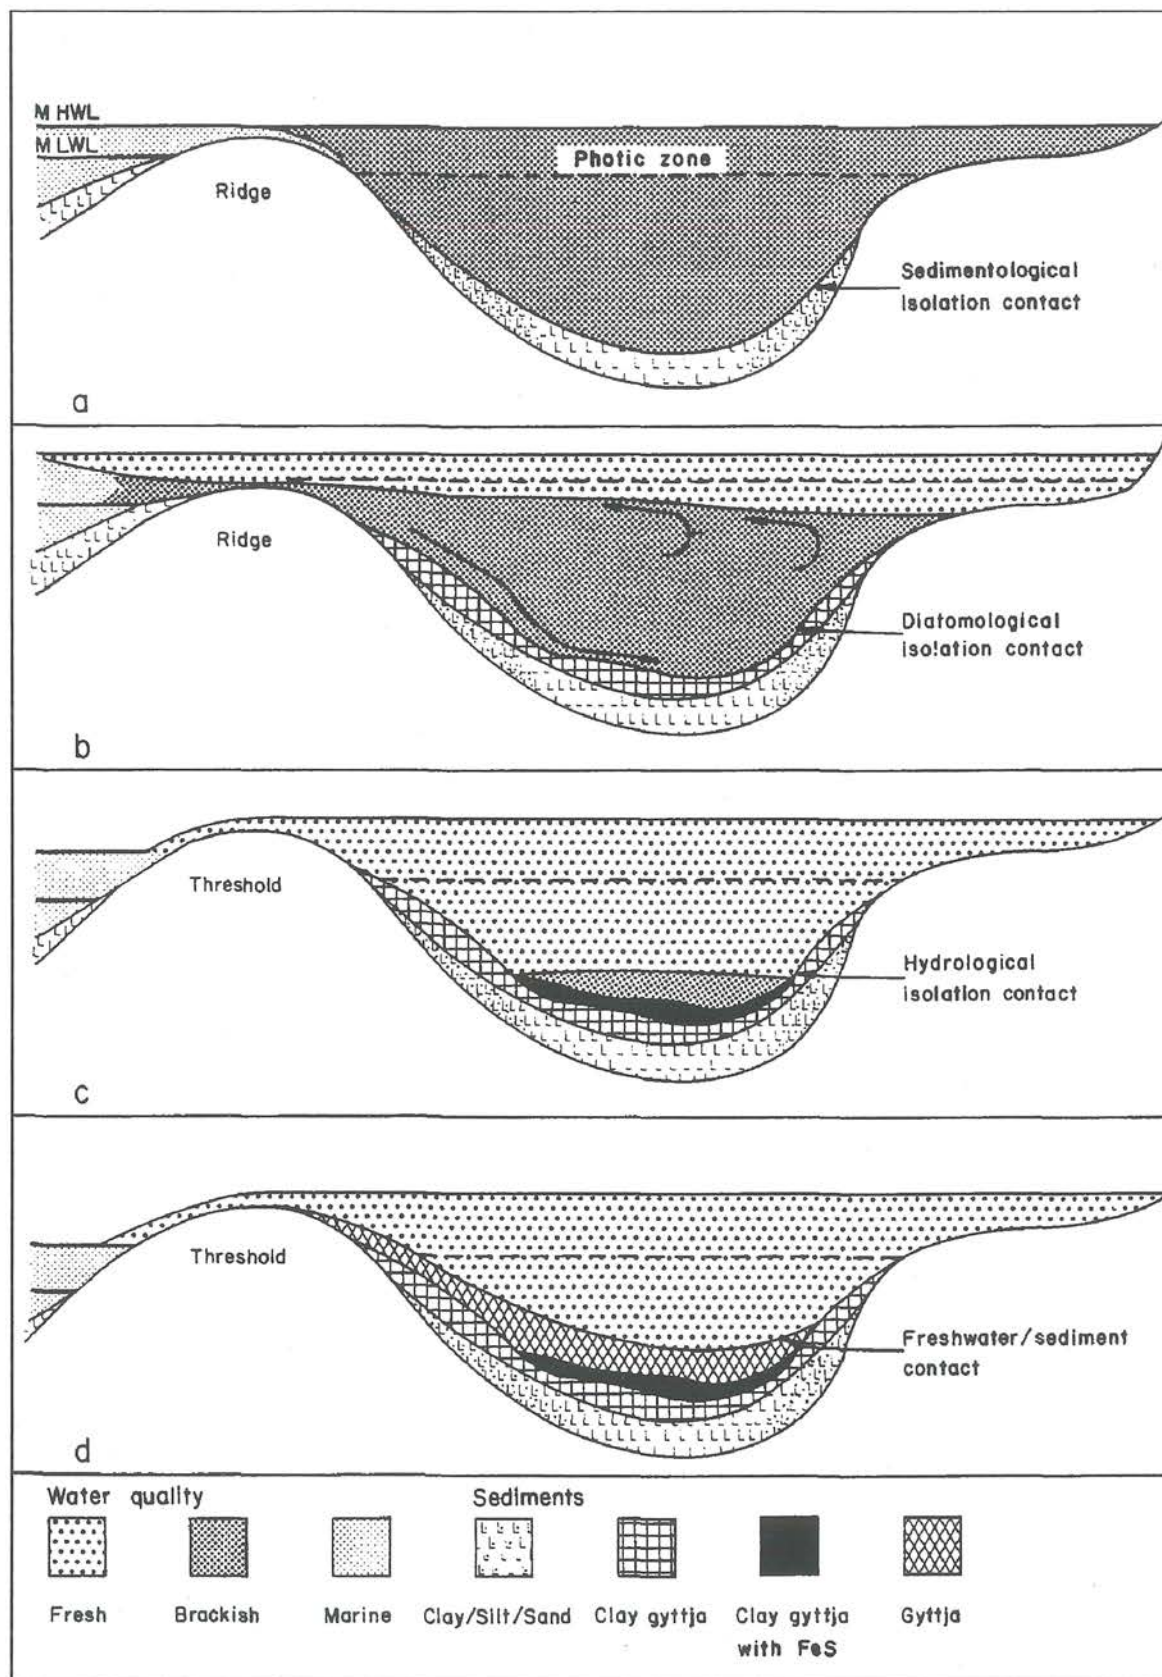 M HWL
M LWL
Photic zone
Ridge
Sedimentological
isolation contact
a
Ridge
Diatomological
isolation contact
b
Threshold
Hydrological
isolation contact
c
Threshold
Freshwater/sediment
contact
d
Water quality
Sediments
Fresh
Brackish
Marine
Clay/Silt/Sand
Clay gyttja
Clay gyttja
with FeS
Gyttja